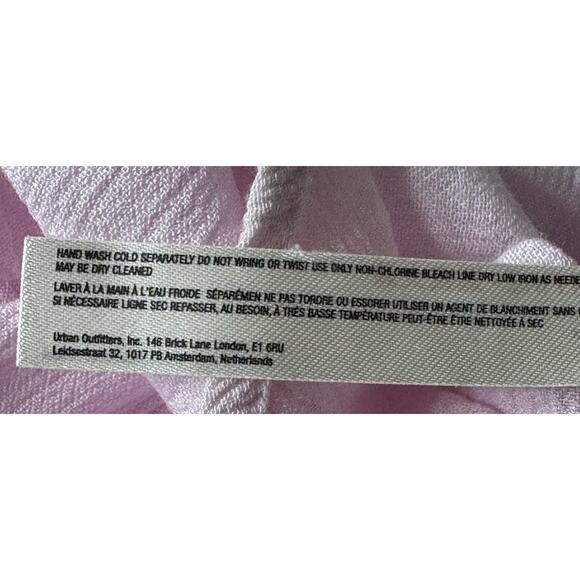 HAND WASH COLD SEPARATELY DO NOT WRING OR TWIST USE ONLY NON-CHLORINE BLEACH LINE DRY LOW IRON AS NEEDE
MAY BE DRY CLEANED
LAVER À LA MAIN À L'EAU FROIDE SÉPARÉMEN NE PAS TORDRE OU ESSORER UTILISER UN AGENT DE BLANCHIMENT SANS
SI NÉCESSAIRE LIGNE SEC REPASSER, AU BESOIN, À TRÉS BASSE TEMPÉRATURE PEUT-ÊTRE ÊTRE NETTOYÉE À SEC
Urban Outfitters, Inc. 146 Brick Lane London, E1 6RU
Leidsestraat 32, 1017 PB Amsterdam, Netherlands